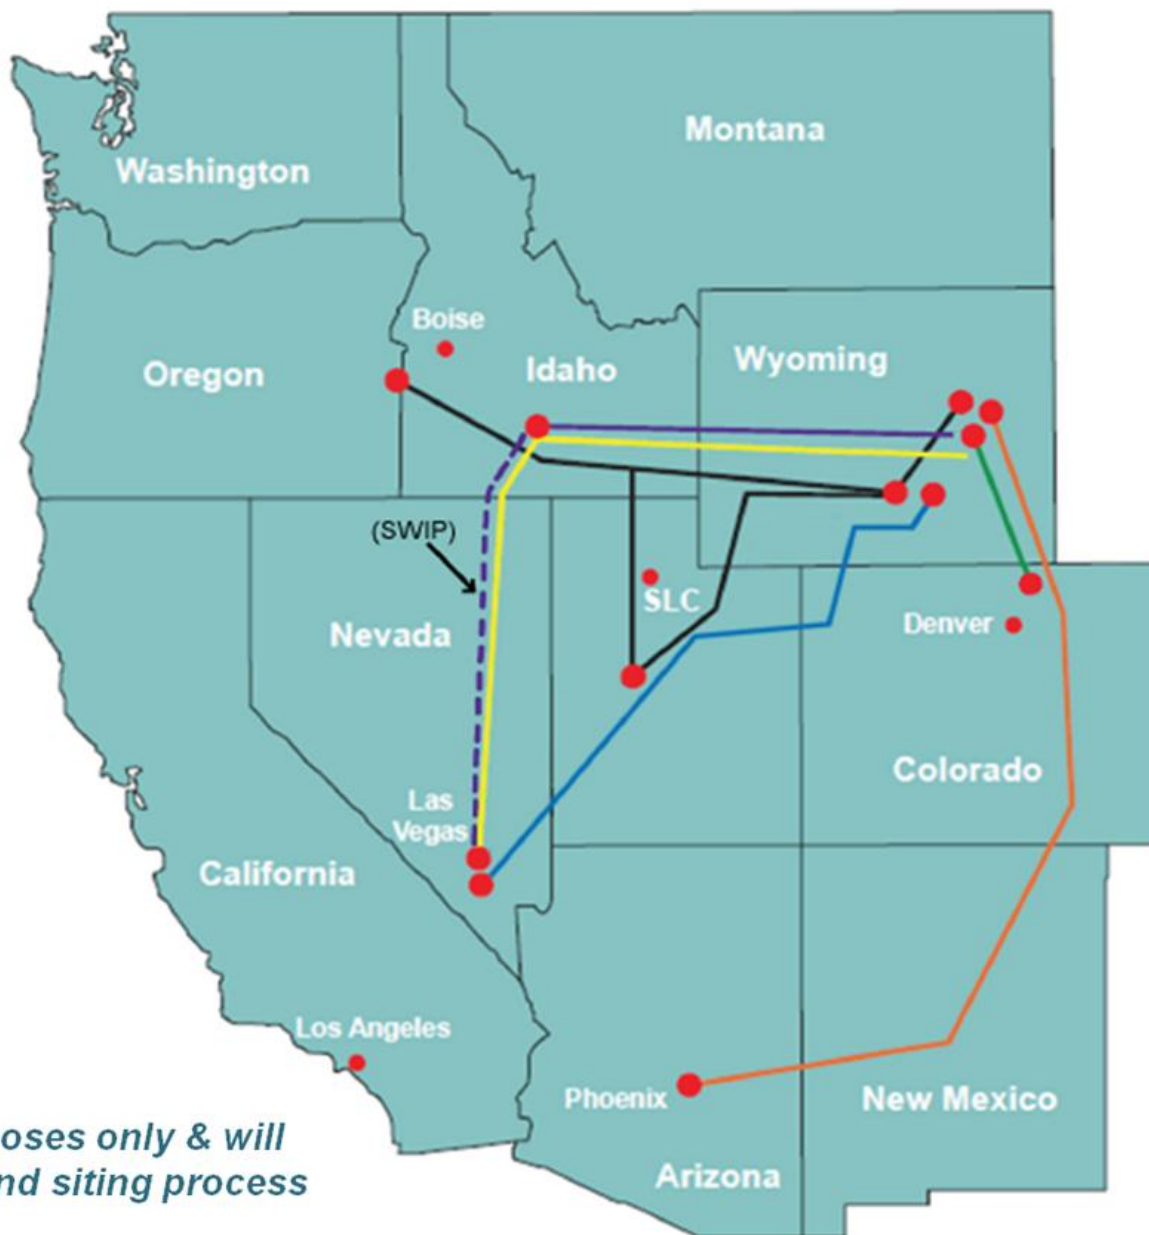 Montana
Washington
Boise
Oregon
Idaho
Wyoming
(SWIP)
SLC
Nevada
Denver
Colorado
Las
Vegas
California
Los Angeles
Phoenix
New Mexico
oses only & will
nd siting process
Arizona